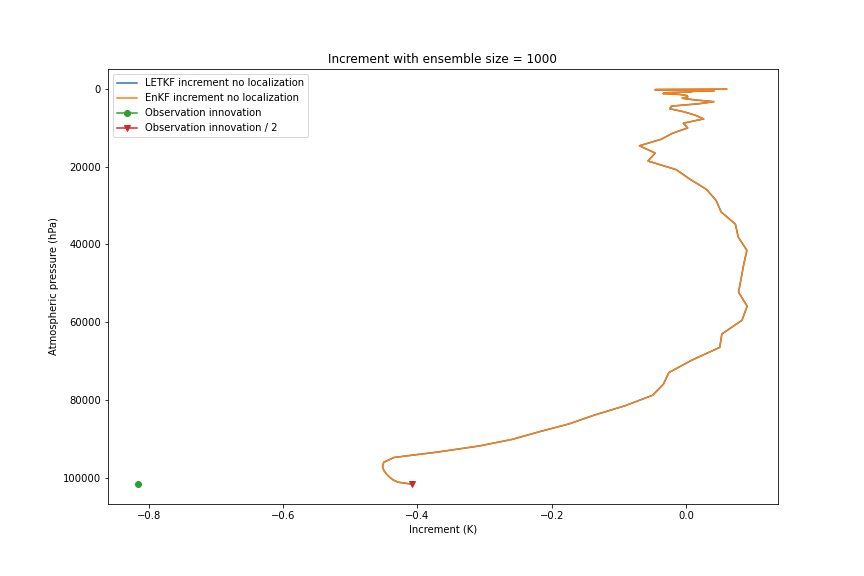 Increment with ensemble size = 1000
LETKF increment no localization
EnKF increment no localization
Observation innovation
Observation innovation / 2
Atmospheric pressure (hPa)
0
20000
40000
60000
80000
100000
−0.8
−0.6
−0.4
−0.2
0.0
Increment (K)